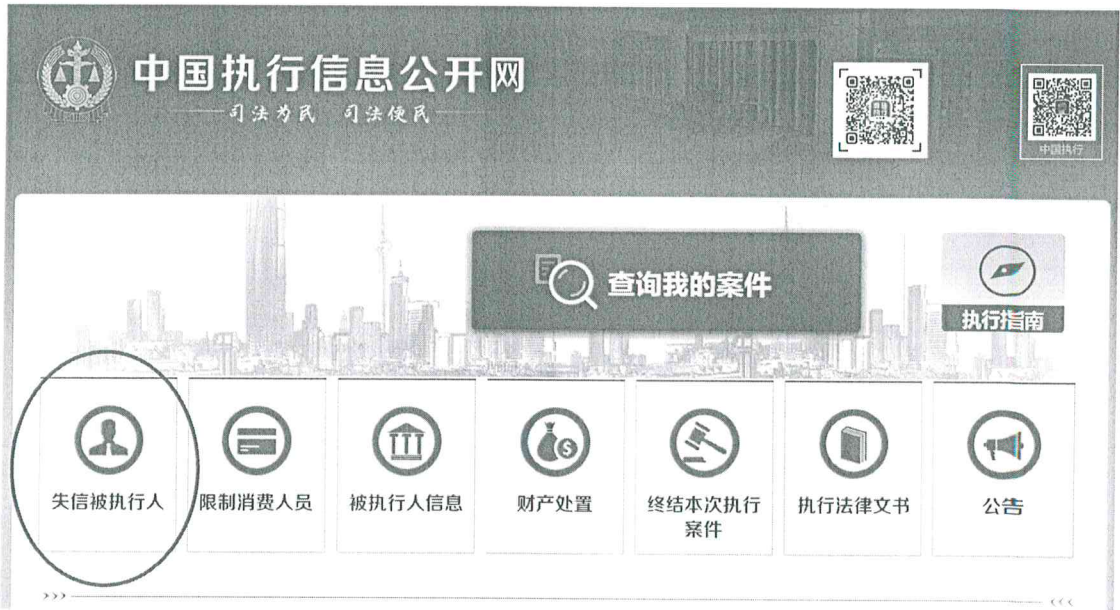 中国执行信息公开网
司法为民 司法便民
中国执行
查询我的案件
执行指南
失信被执行人
限制消费人员
被执行人信息
财产处置
终结本次执行
案件
执行法律文书
公告